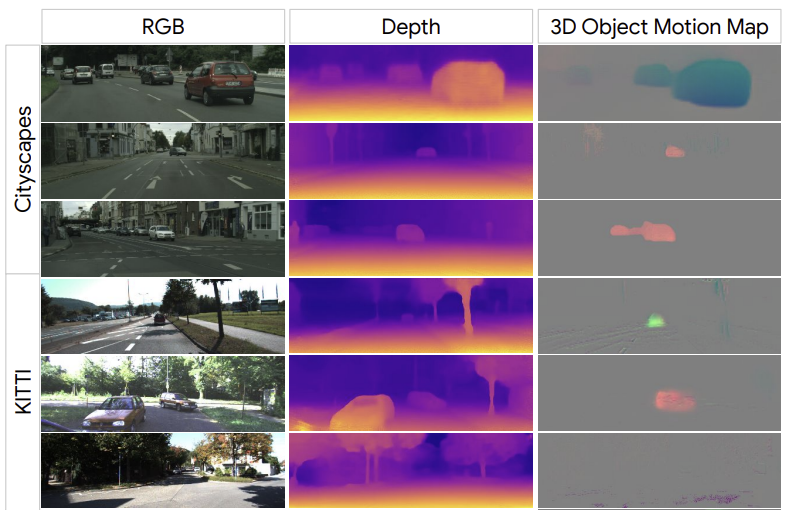 RGB
Depth
3D Object Motion Map
Cityscapes
KITTI